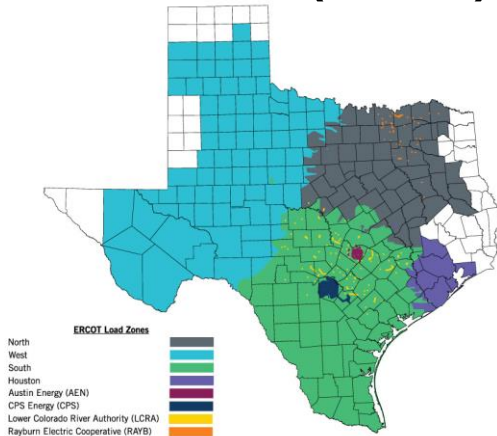 ERCOT Load Zones
North
West
South
Houston
Austin Energy (AEN)
CPS Energy (CPS)
Lower Colorado River Authority (LCRA)
Rayburn Electric Cooperative (RAYB)